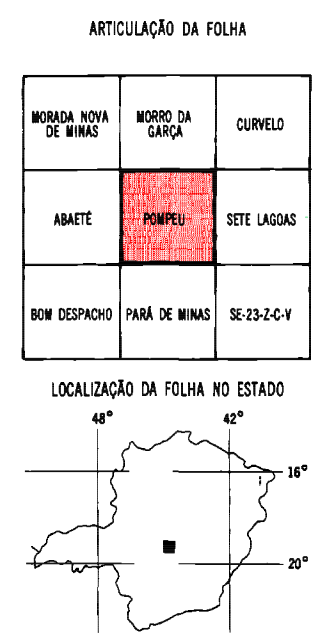 ARTICULAÇÃO DA FOLHA
MORADA NOVA
DE MINAS
MORRO DA
GARÇA
CURVELO
ABAETÉ
POMPEU
SETE LAGOAS
BOM DESPACHO
PARÁ DE MINAS
SE-23-Z-C-V
LOCALIZAÇÃO DA FOLHA NO ESTADO
48°
42°
16°
20°